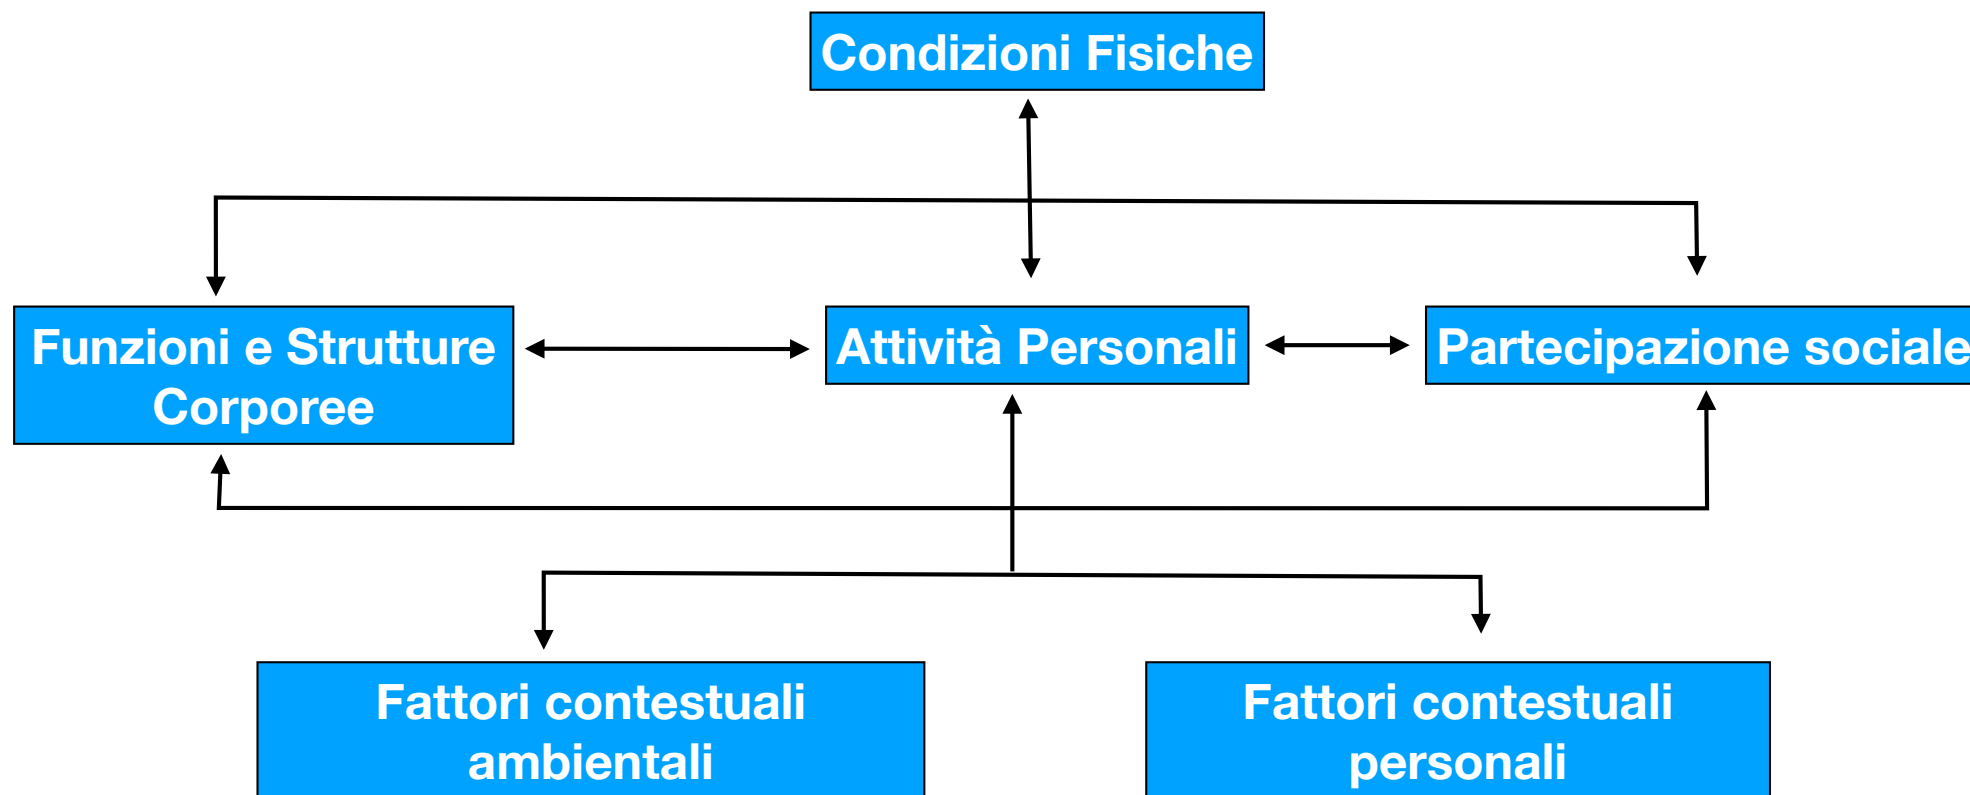 Condizioni Fisiche
Funzioni e Strutture
Corporee
Attività Personali
Partecipazione sociale
Fattori contestuali
ambientali
Fattori contestuali
personali